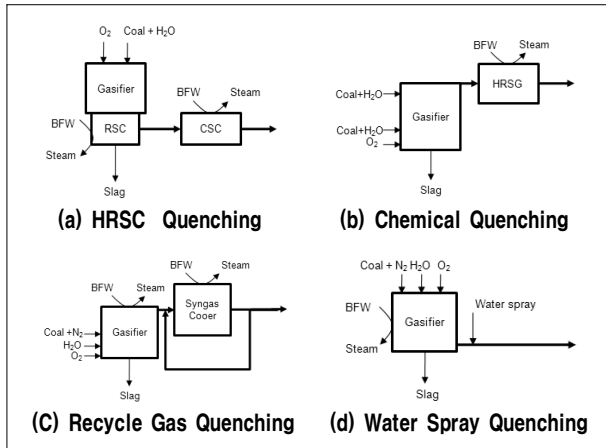 O2 Coal + H2O
Gasifier
BFW
RSC
Steam
Slag
BFW Steam
CSC
(a) HRSC Quenching
BFW Steam
HRSG
Coal+H2O
Gasifier
Coal+H2O
O2
Slag
(b) Chemical Quenching
BFW Steam
Gasifier
Coal +N2
H2O
O2
Slag
BFW Steam
Syngas
Cooer
(C) Recycle Gas Quenching
Coal + N2 H2O O2
BFW
Gasifier
Steam
Slag
Water spray
(d) Water Spray Quenching